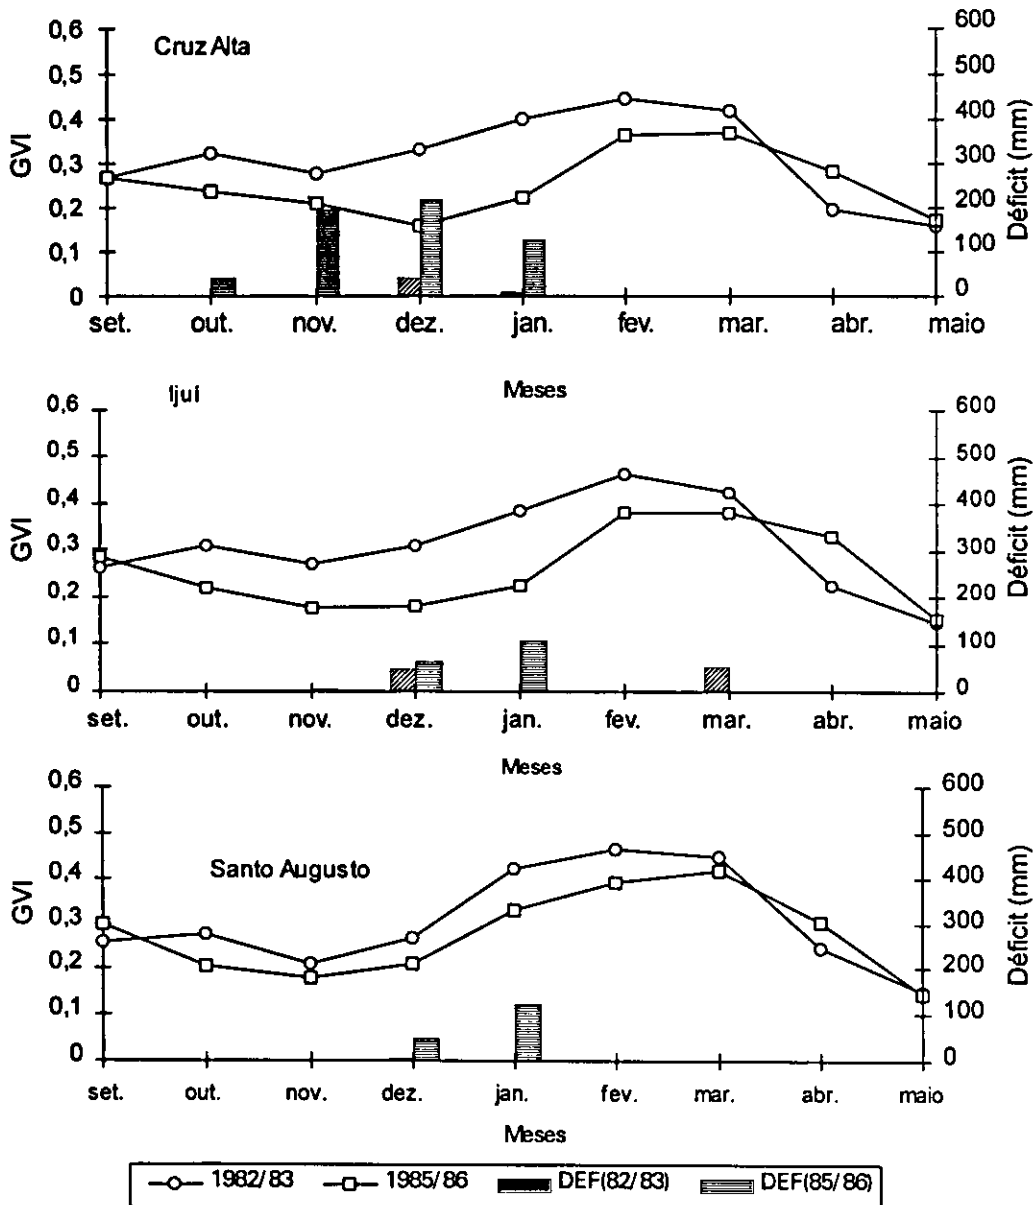 Cruz Alta
GVI
0,6
0,5
0,4
0,3
0,2
0,1
0
600
500
400
300
200
100
0
Déficit (mm)
set. out. nov. dez. jan. fev. mar. abr. maio
Meses
Ijuí
GVI
0,6
0,5
0,4
0,3
0,2
0,1
0
600
500
400
300
200
100
0
Déficit (mm)
set. out. nov. dez. jan. fev. mar. abr. maio
Meses
Santo Augusto
GVI
0,6
0,5
0,4
0,3
0,2
0,1
0
600
500
400
300
200
100
0
Déficit (mm)
set. out. nov. dez. jan. fev. mar. abr. maio
Meses
1982/83 1985/86 DEF(82/83) DEF(85/86)